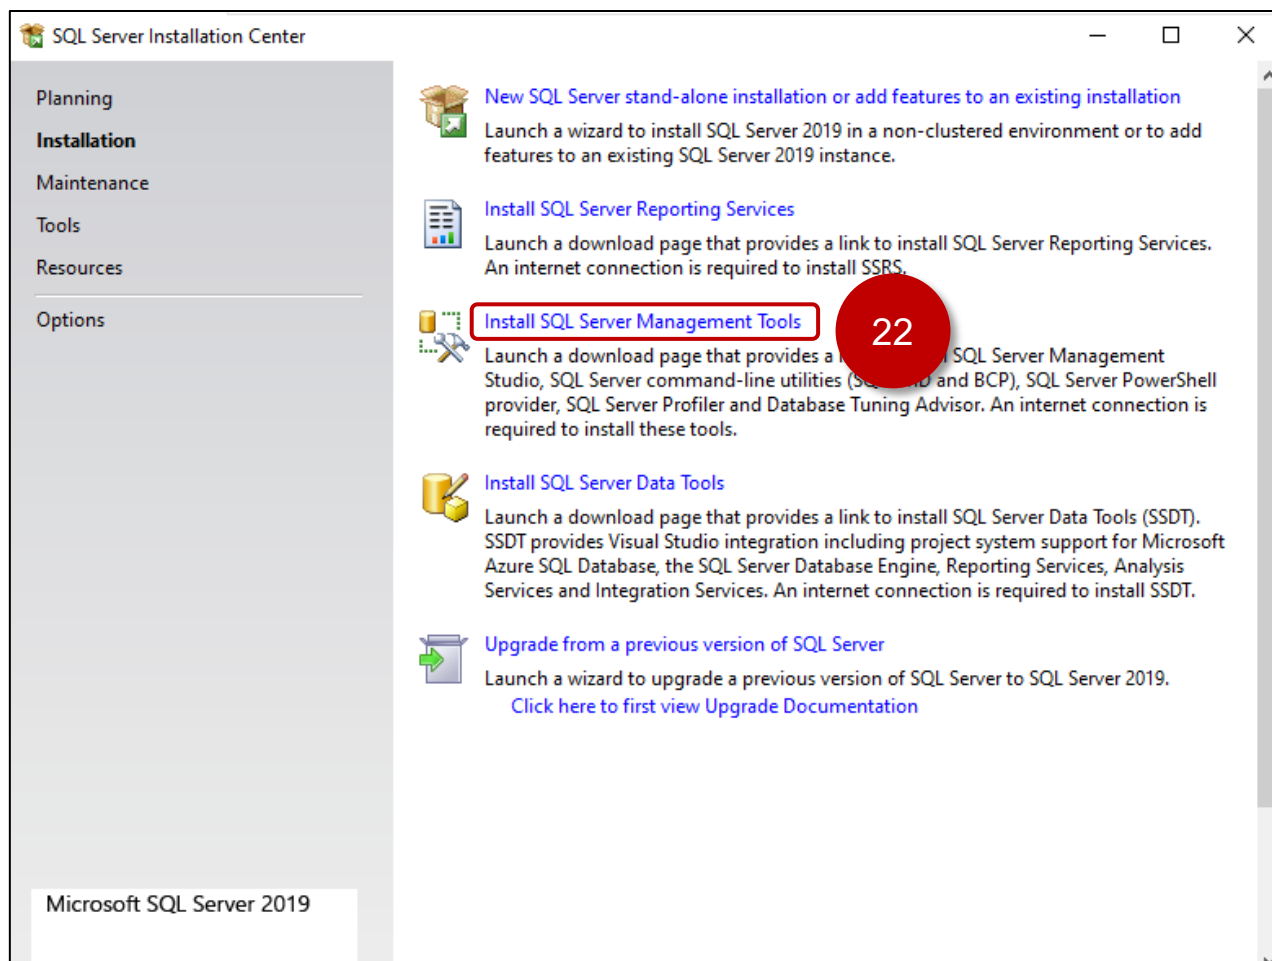 SQL Server Installation Center
Planning
Installation
Maintenance
Tools
Resources
Options
Microsoft SQL Server 2019
New SQL Server stand-alone installation or add features to an existing installation
Launch a wizard to install SQL Server 2019 in a non-clustered environment or to add
features to an existing SQL Server 2019 instance.
Install SQL Server Reporting Services
Launch a download page that provides a link to install SQL Server Reporting Services.
An internet connection is required to install SSRS.
Install SQL Server Management Tools
22
Launch a download page that provides a SQL Server Management
Studio, SQL Server command-line utilities ( and BCP), SQL Server PowerShell
provider, SQL Server Profiler and Database Tuning Advisor. An internet connection is
required to install these tools.
Install SQL Server Data Tools
Launch a download page that provides a link to install SQL Server Data Tools (SSDT).
SSDT provides Visual Studio integration including project system support for Microsoft
Azure SQL Database, the SQL Server Database Engine, Reporting Services, Analysis
Services and Integration Services. An internet connection is required to install SSDT.
Upgrade from a previous version of SQL Server
Launch a wizard to upgrade a previous version of SQL Server to SQL Server 2019.
Click here to first view Upgrade Documentation